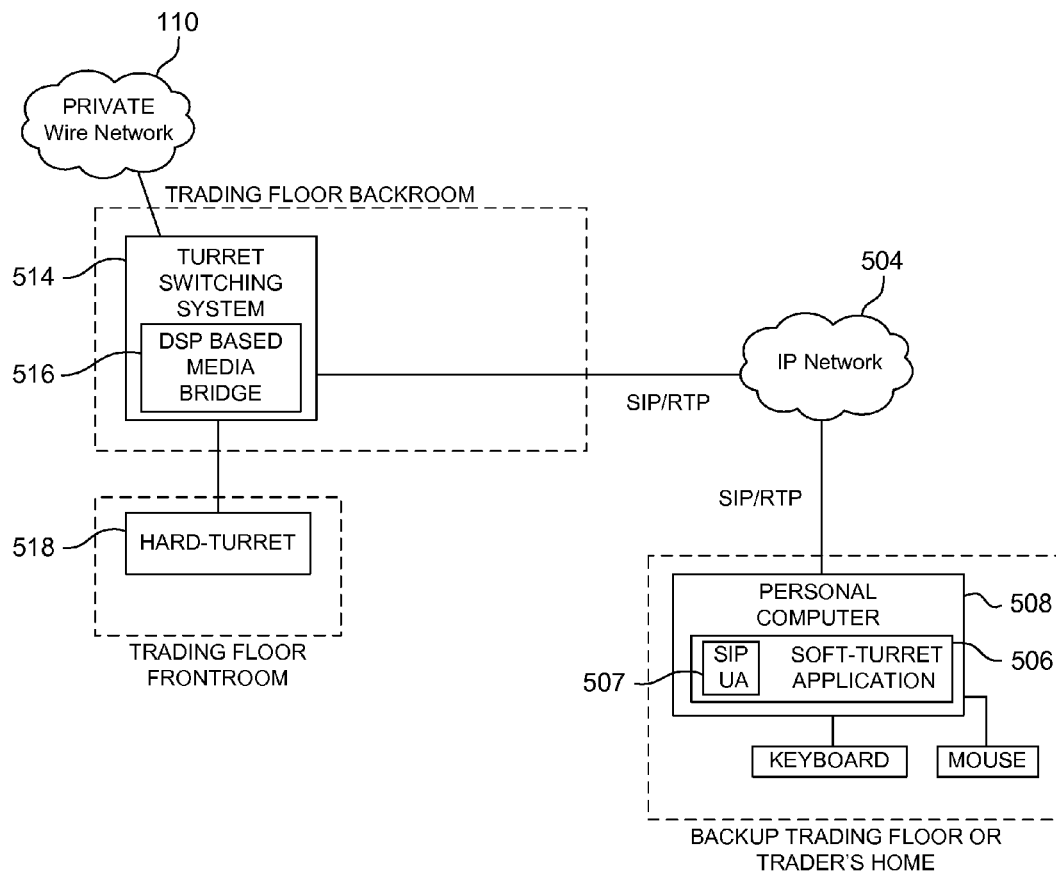 110
PRIVATE
Wire Network
TRADING FLOOR BACKROOM
514
TURRET
SWITCHING
SYSTEM
516
DSP BASED
MEDIA
BRIDGE
504
IP Network
SIP/RTP
SIP/RTP
518
HARD-TURRET
TRADING FLOOR
FRONTROOM
PERSONAL
COMPUTER
508
507
SIP
UA
SOFT-TURRET
APPLICATION
506
KEYBOARD
MOUSE
BACKUP TRADING FLOOR OR
TRADER'S HOME